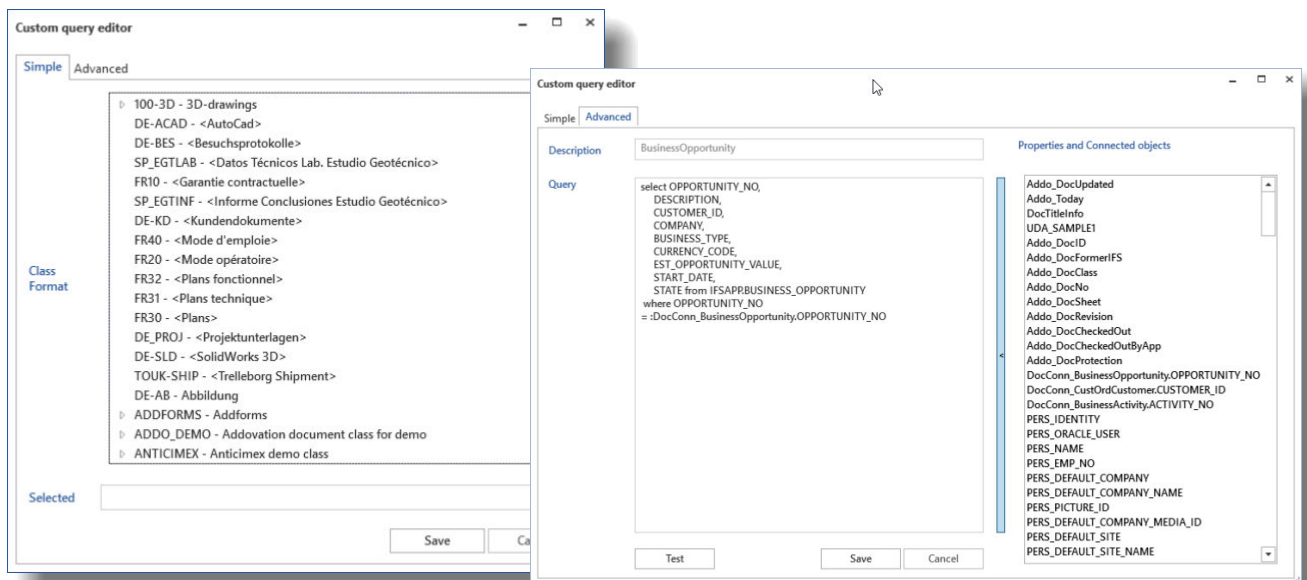 Custom query editor
Simple Advanced
100-3D - 3D-drawings
DE-ACAD - <AutoCad>
DE-BES - <Besuchsprotokolle>
SP_EGTLAB - <Datos Técnicos Lab. Estudio Geotécnico>
FR10 - <Garantie contractuelle>
SP_EGTINF - <Informe Conclusiones Estudio Geotécnico>
DE-KD - <Kundendokumente>
FR40 - <Mode d'emploie>
FR20 - <Mode opératoire>
FR32 - <Plans fonctionnel>
FR31 - <Plans technique>
FR30 - <Plans>
DE_PROJ - <Projektunterlagen>
DE-SLD - <SolidWorks 3D>
TOUK-SHIP - <Trelleborg Shipment>
DE-AB - Abbildung
ADDFORMS - Addforms
ADDO_DEMO - Addovation document class for demo
ANTICIMEX - Anticimex demo class
Class
Format
Selected
Save Ca
Custom query editor
Simple Advanced
Description BusinessOpportunity
Query
select OPPORTUNITY_NO,
DESCRIPTION,
CUSTOMER_ID,
COMPANY,
BUSINESS_TYPE,
CURRENCY_CODE,
EST_OPPORTUNITY_VALUE,
START_DATE,
STATE from IFSAPP.BUSINESS_OPPORTUNITY
where OPPORTUNITY_NO
= :DocConn_BusinessOpportunity.OPPORTUNITY_NO
<
Properties and Connected objects
Addo_DocUpdated
Addo_Today
DocTitleInfo
UDA_SAMPLE1
Addo_DocID
Addo_DocFormerIFS
Addo_DocClass
Addo_DocNo
Addo_DocSheet
Addo_DocRevision
Addo_DocCheckedOut
Addo_DocCheckedOutByApp
Addo_DocProtection
DocConn_BusinessOpportunity.OPPORTUNITY_NO
DocConn_CustOrdCustomer.CUSTOMER_ID
DocConn_BusinessActivity.ACTIVITY_NO
PERS_IDENTITY
PERS_ORACLE_USER
PERS_NAME
PERS_EMP_NO
PERS_DEFAULT_COMPANY
PERS_DEFAULT_COMPANY_NAME
PERS_PICTURE_ID
PERS_DEFAULT_COMPANY_MEDIA_ID
PERS_DEFAULT_SITE
PERS_DEFAULT_SITE_NAME
Test Save Cancel